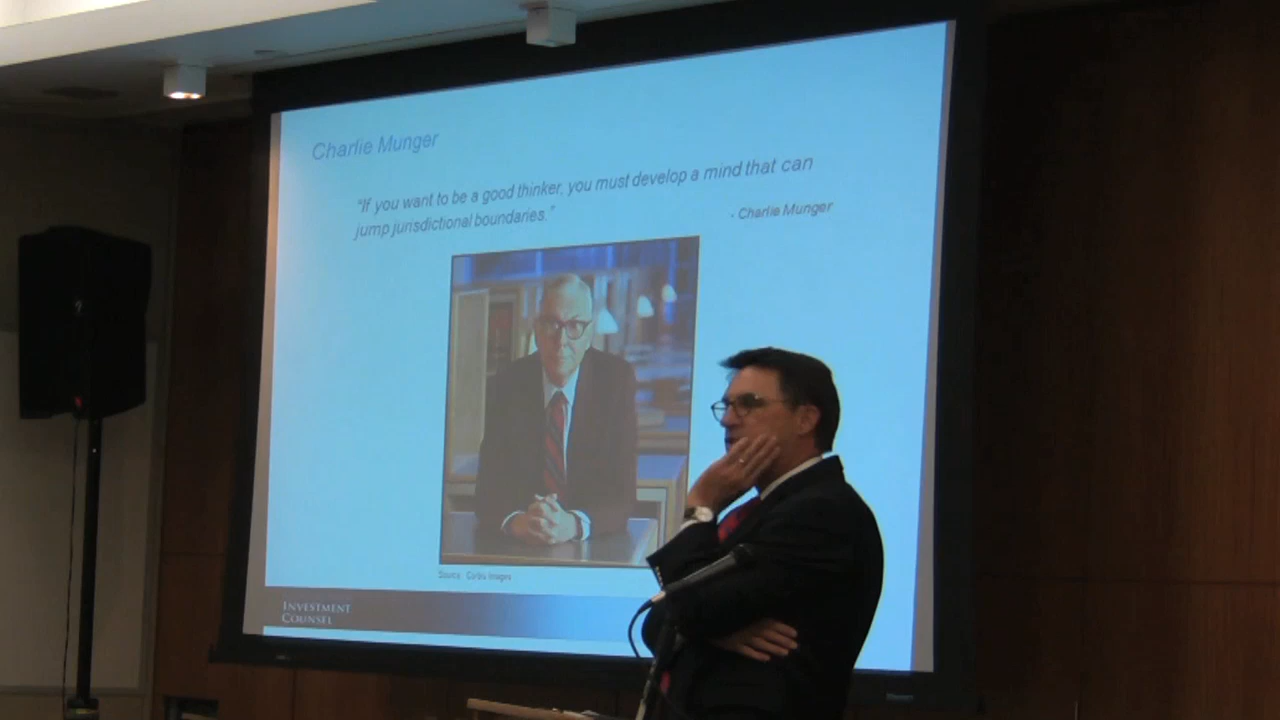 Charlie Munger
"If you want to be a good thinker, you must develop a mind that can
jump jurisdictional boundaries."
- Charlie Munger
Source: Corbis Images
INVESTMENT
COUNSEL